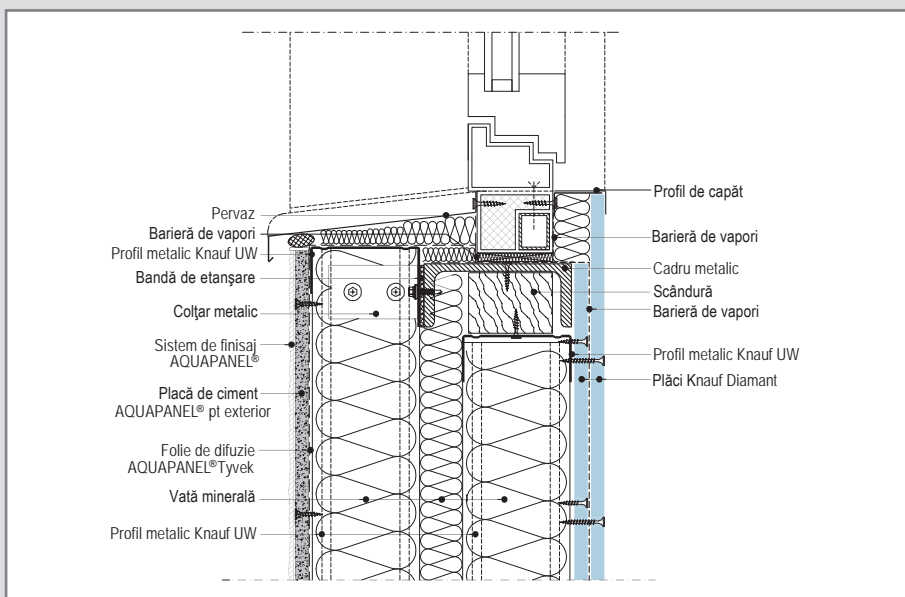 Pervaz
Barieră de vapori
Profil metalic Knauf UW
Bandă de etanşare
Colţar metalic
Sistem de finisaj
AQUAPANEL®
Placă de ciment
AQUAPANEL® pt exterior
Folie de difuzie
AQUAPANEL®Tyvek
Vată minerală
Profil metalic Knauf UW
Profil de capăt
Barieră de vapori
Cadru metalic
Scândură
Barieră de vapori
Profil metalic Knauf UW
Plăci Knauf Diamant